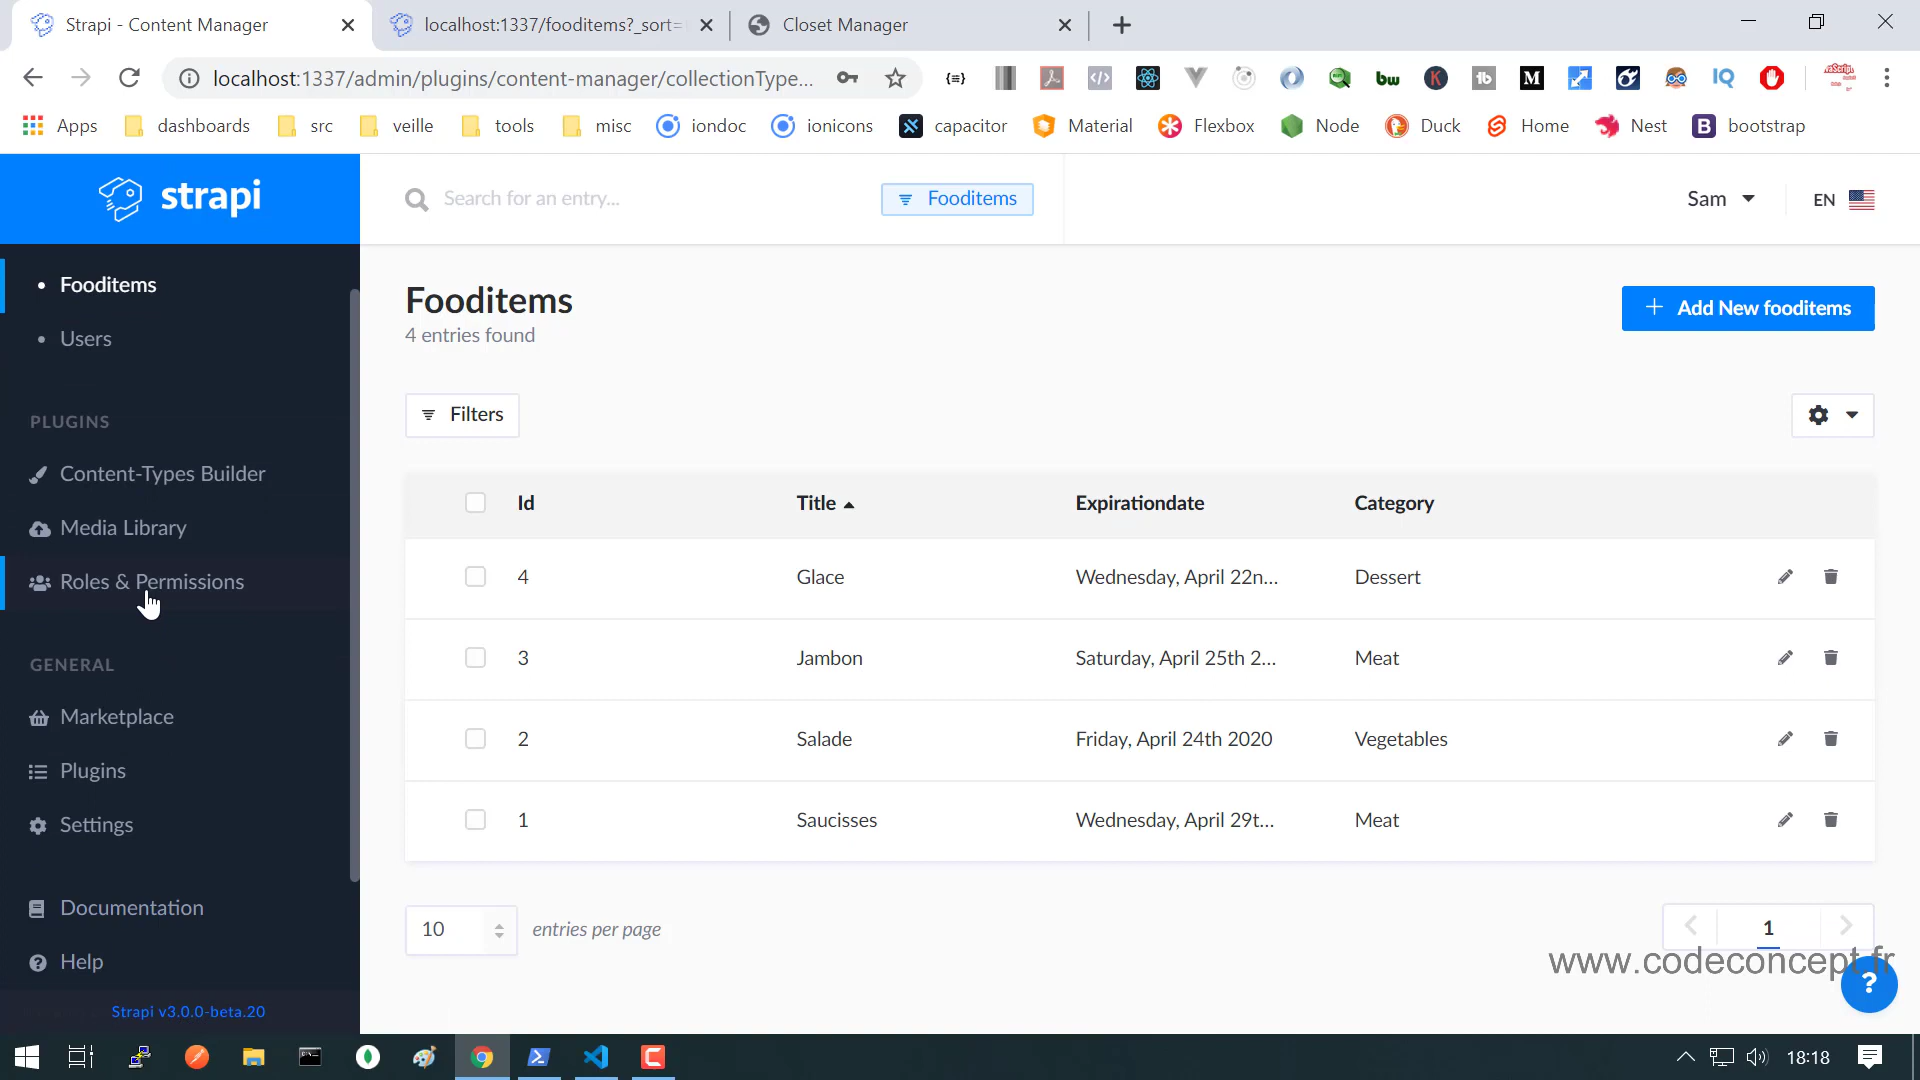 Strapi - Content Manager
localhost:1337/fooditems?_sort=
Closet Manager
localhost:1337/admin/plugins/content-manager/collectionType...
Apps
dashboards
src
veille
tools
misc
iondoc
ionicons
capacitor
Material
Flexbox
Node
Duck
Home
Nest
bootstrap
strapi
Search for an entry...
Fooditems
Sam
EN
Fooditems
Users
PLUGINS
Content-Types Builder
Media Library
Roles & Permissions
GENERAL
Marketplace
Plugins
Settings
Documentation
Help
Strapi v3.0.0-beta.20
Fooditems
4 entries found
Add New fooditems
Filters
Id Title Expirationdate Category
4 Glace Wednesday, April 22n... Dessert
3 Jambon Saturday, April 25th 2... Meat
2 Salade Friday, April 24th 2020 Vegetables
1 Saucisses Wednesday, April 29t... Meat
10 entries per page
1
www.codeconcept.fr
?
18:18